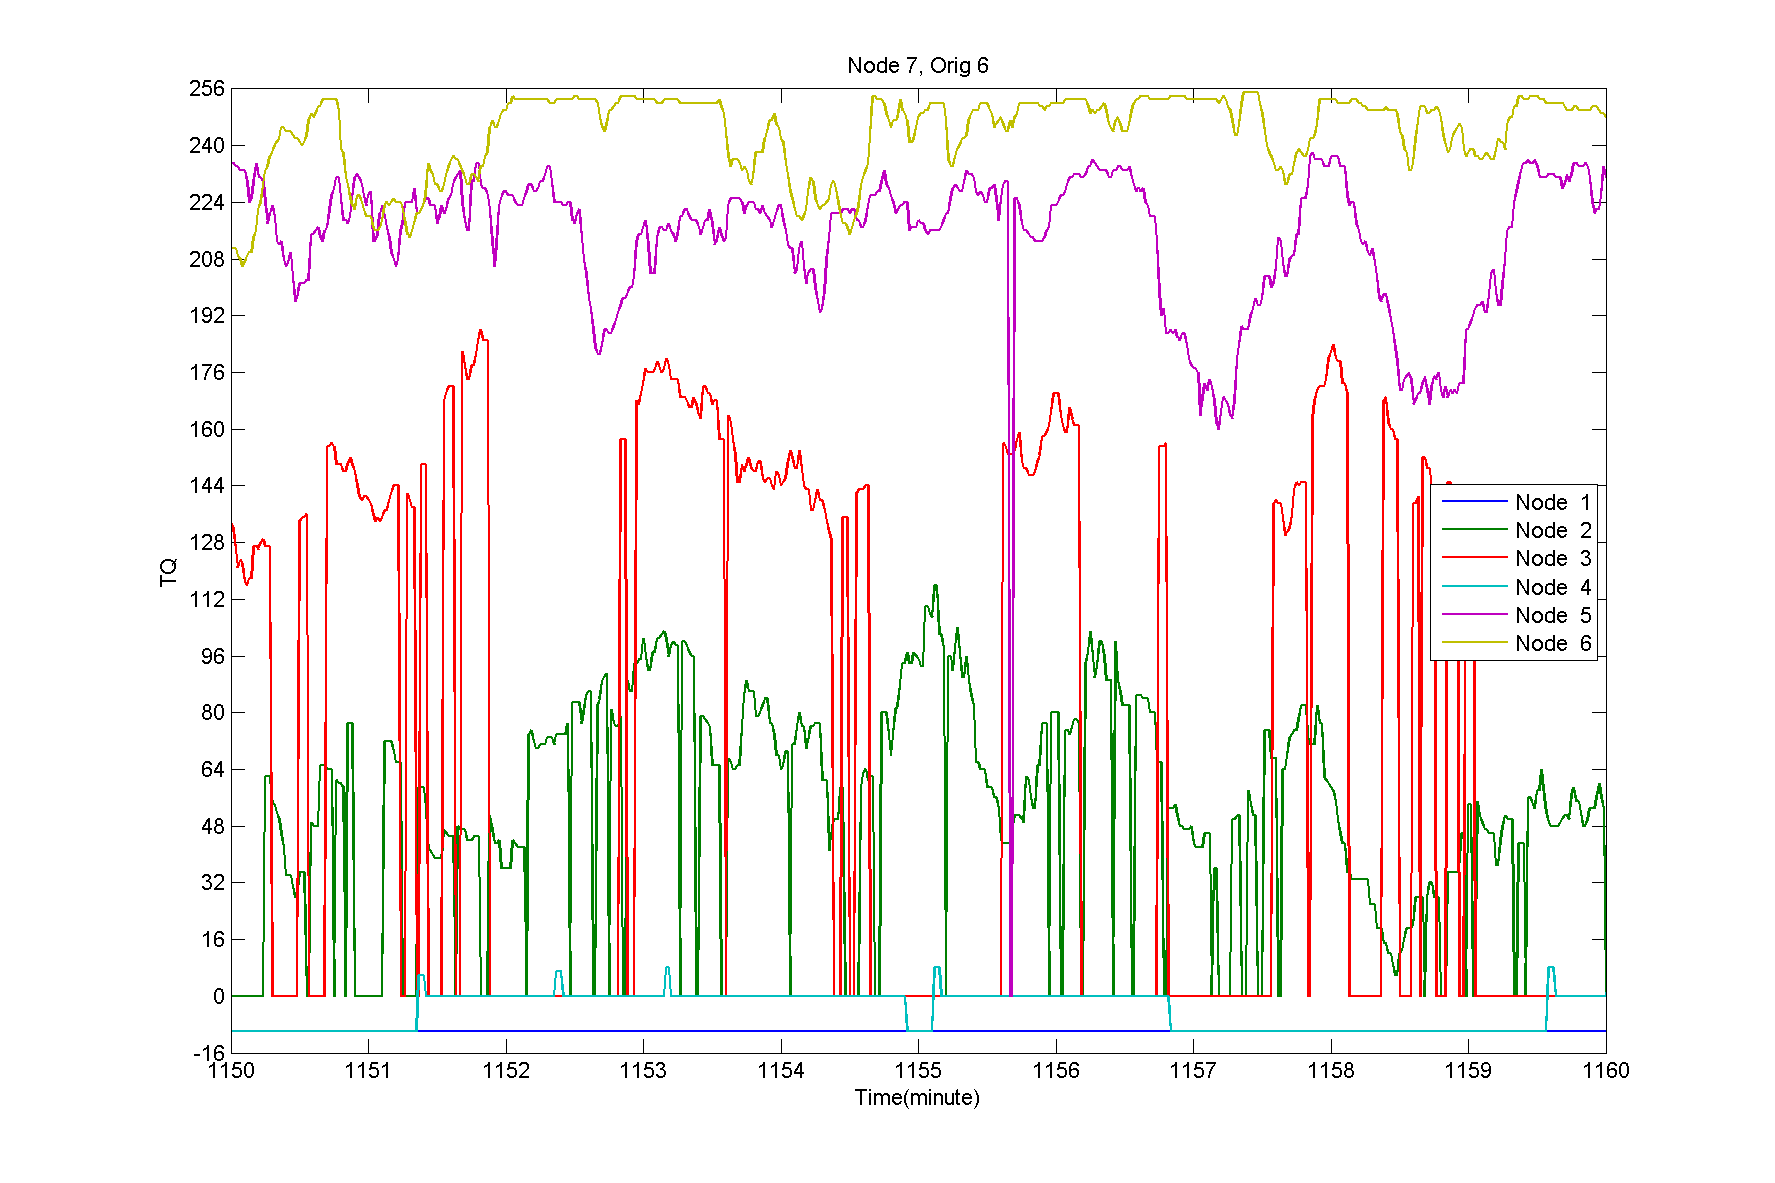 Node 7, Orig 6
256
240
224
208
192
176
160
144
128
112
96
80
64
48
32
16
0
-16
TQ
Node 1
Node 2
Node 3
Node 4
Node 5
Node 6
1150 1151 1152 1153 1154 1155 1156 1157 1158 1159 1160
Time(minute)